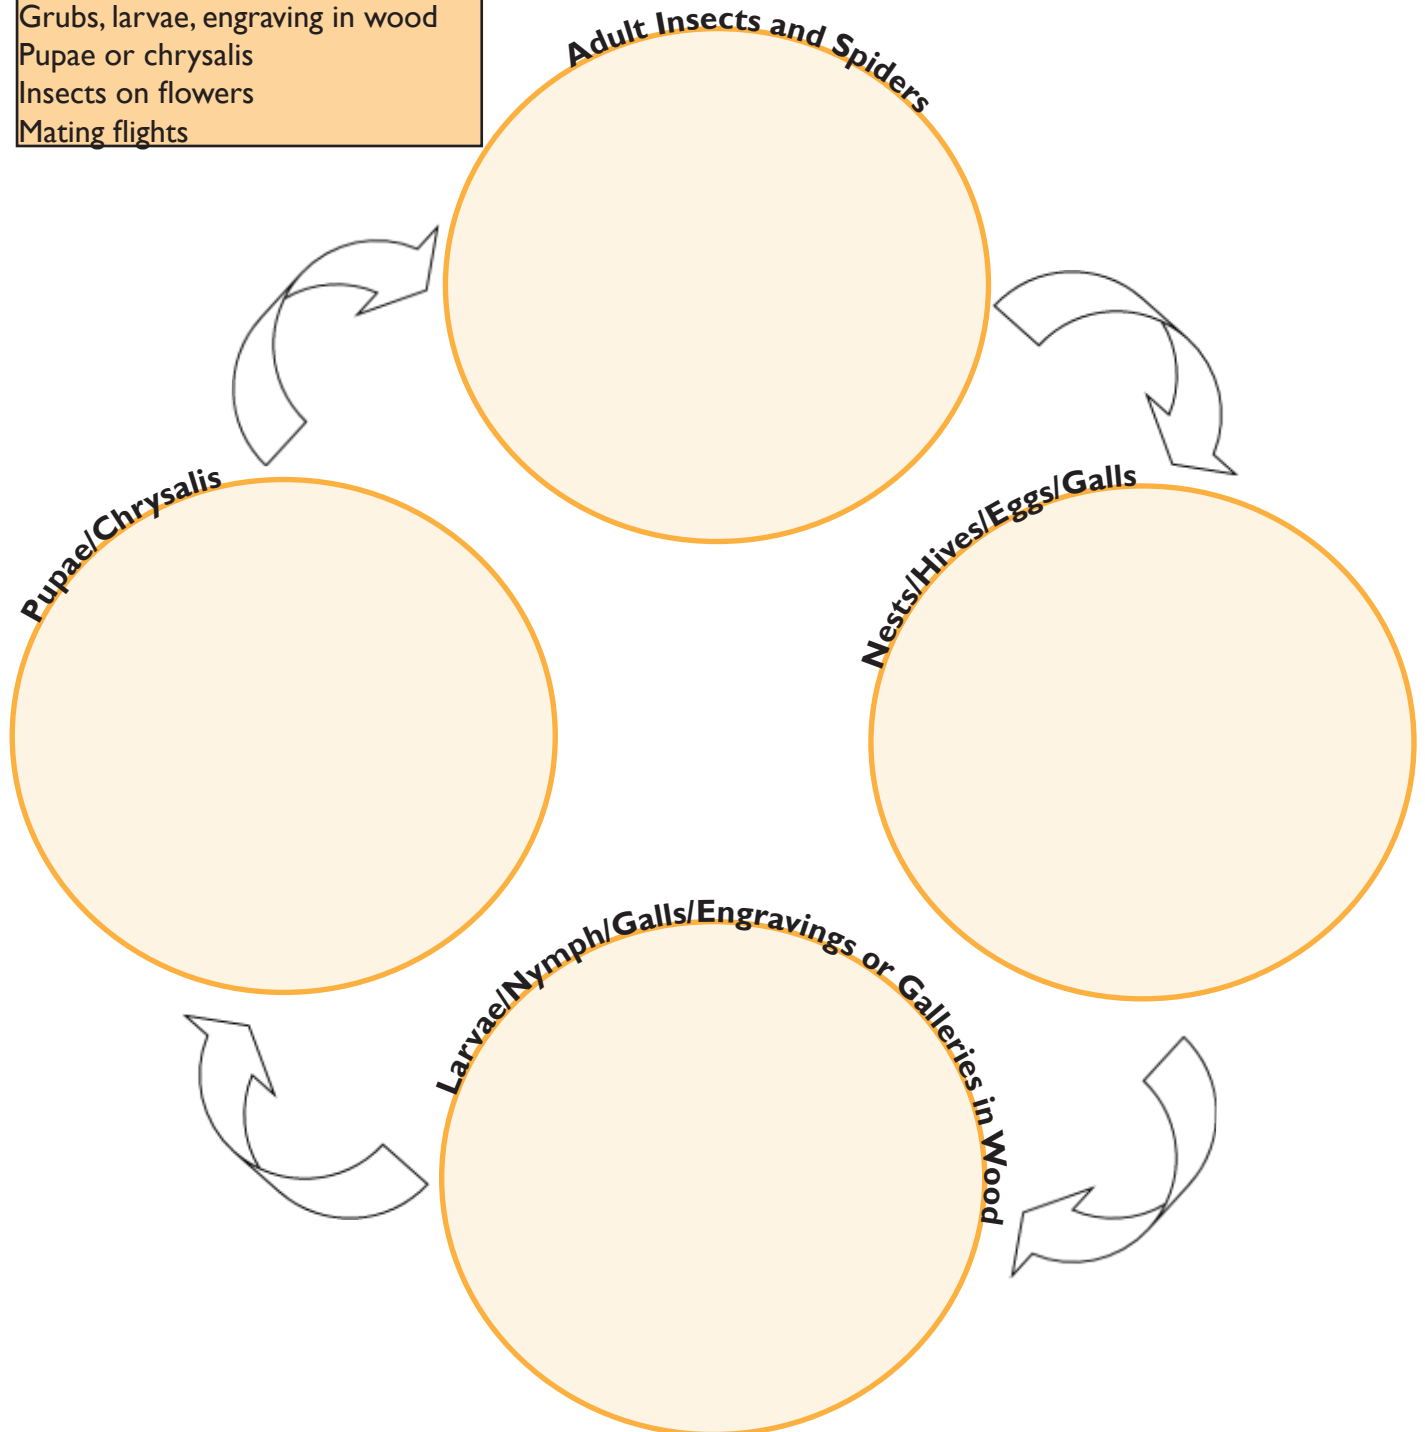 Grubs, larvae, engraving in wood
Pupae or chrysalis
Insects on flowers
Mating flights
Adult Insects and Spiders
Pupae/Chrysalis
Nests/Hives/Eggs/Galls
Larvae/Nymph/Galls/Engravings or Galleries in Wood